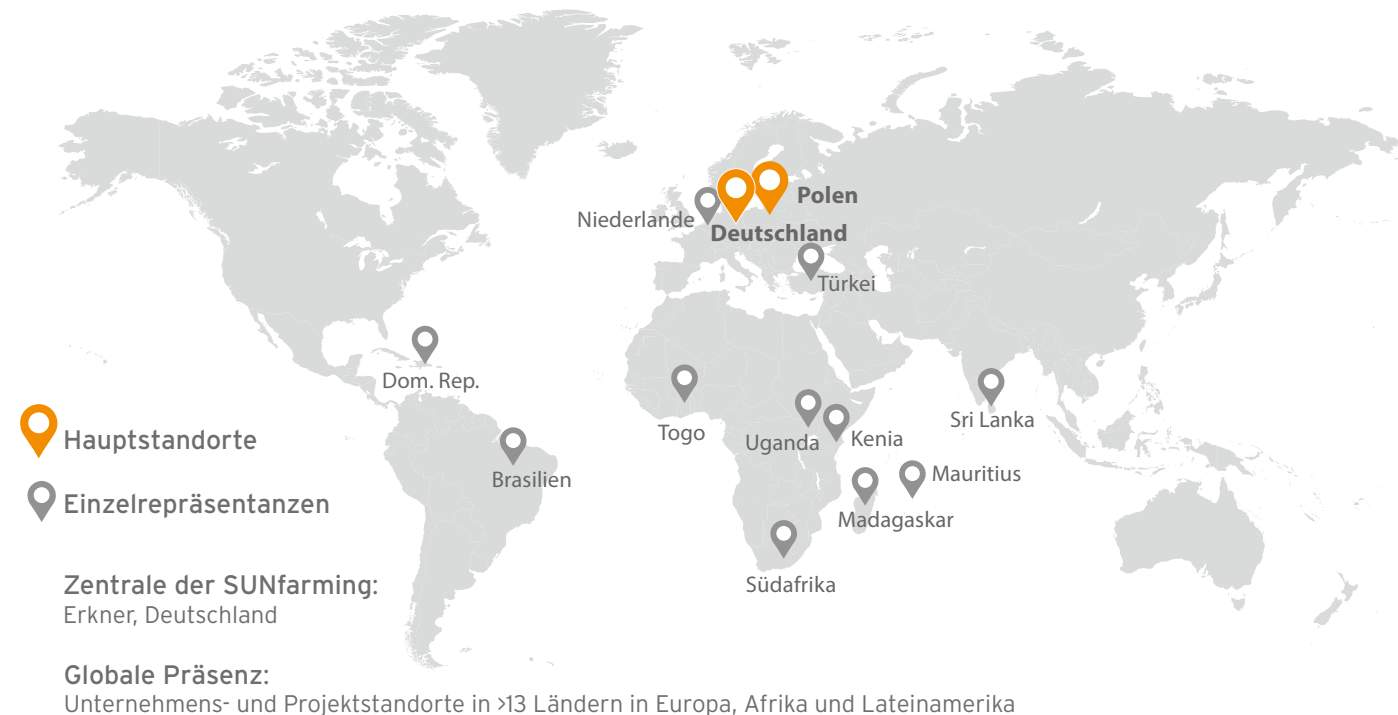 Polen
Niederlande
Deutschland
Türkei
Dom. Rep.
Togo
Uganda
Kenia
Sri Lanka
Hauptstandorte
Brasilien
Mauritius
Einzelrepräsentanzen
Madagaskar
Südafrika
Zentrale der SUNfarming:
Erkner, Deutschland
Globale Präsenz:
Unternehmens- und Projektstandorte in >13 Ländern in Europa, Afrika und Lateinamerika